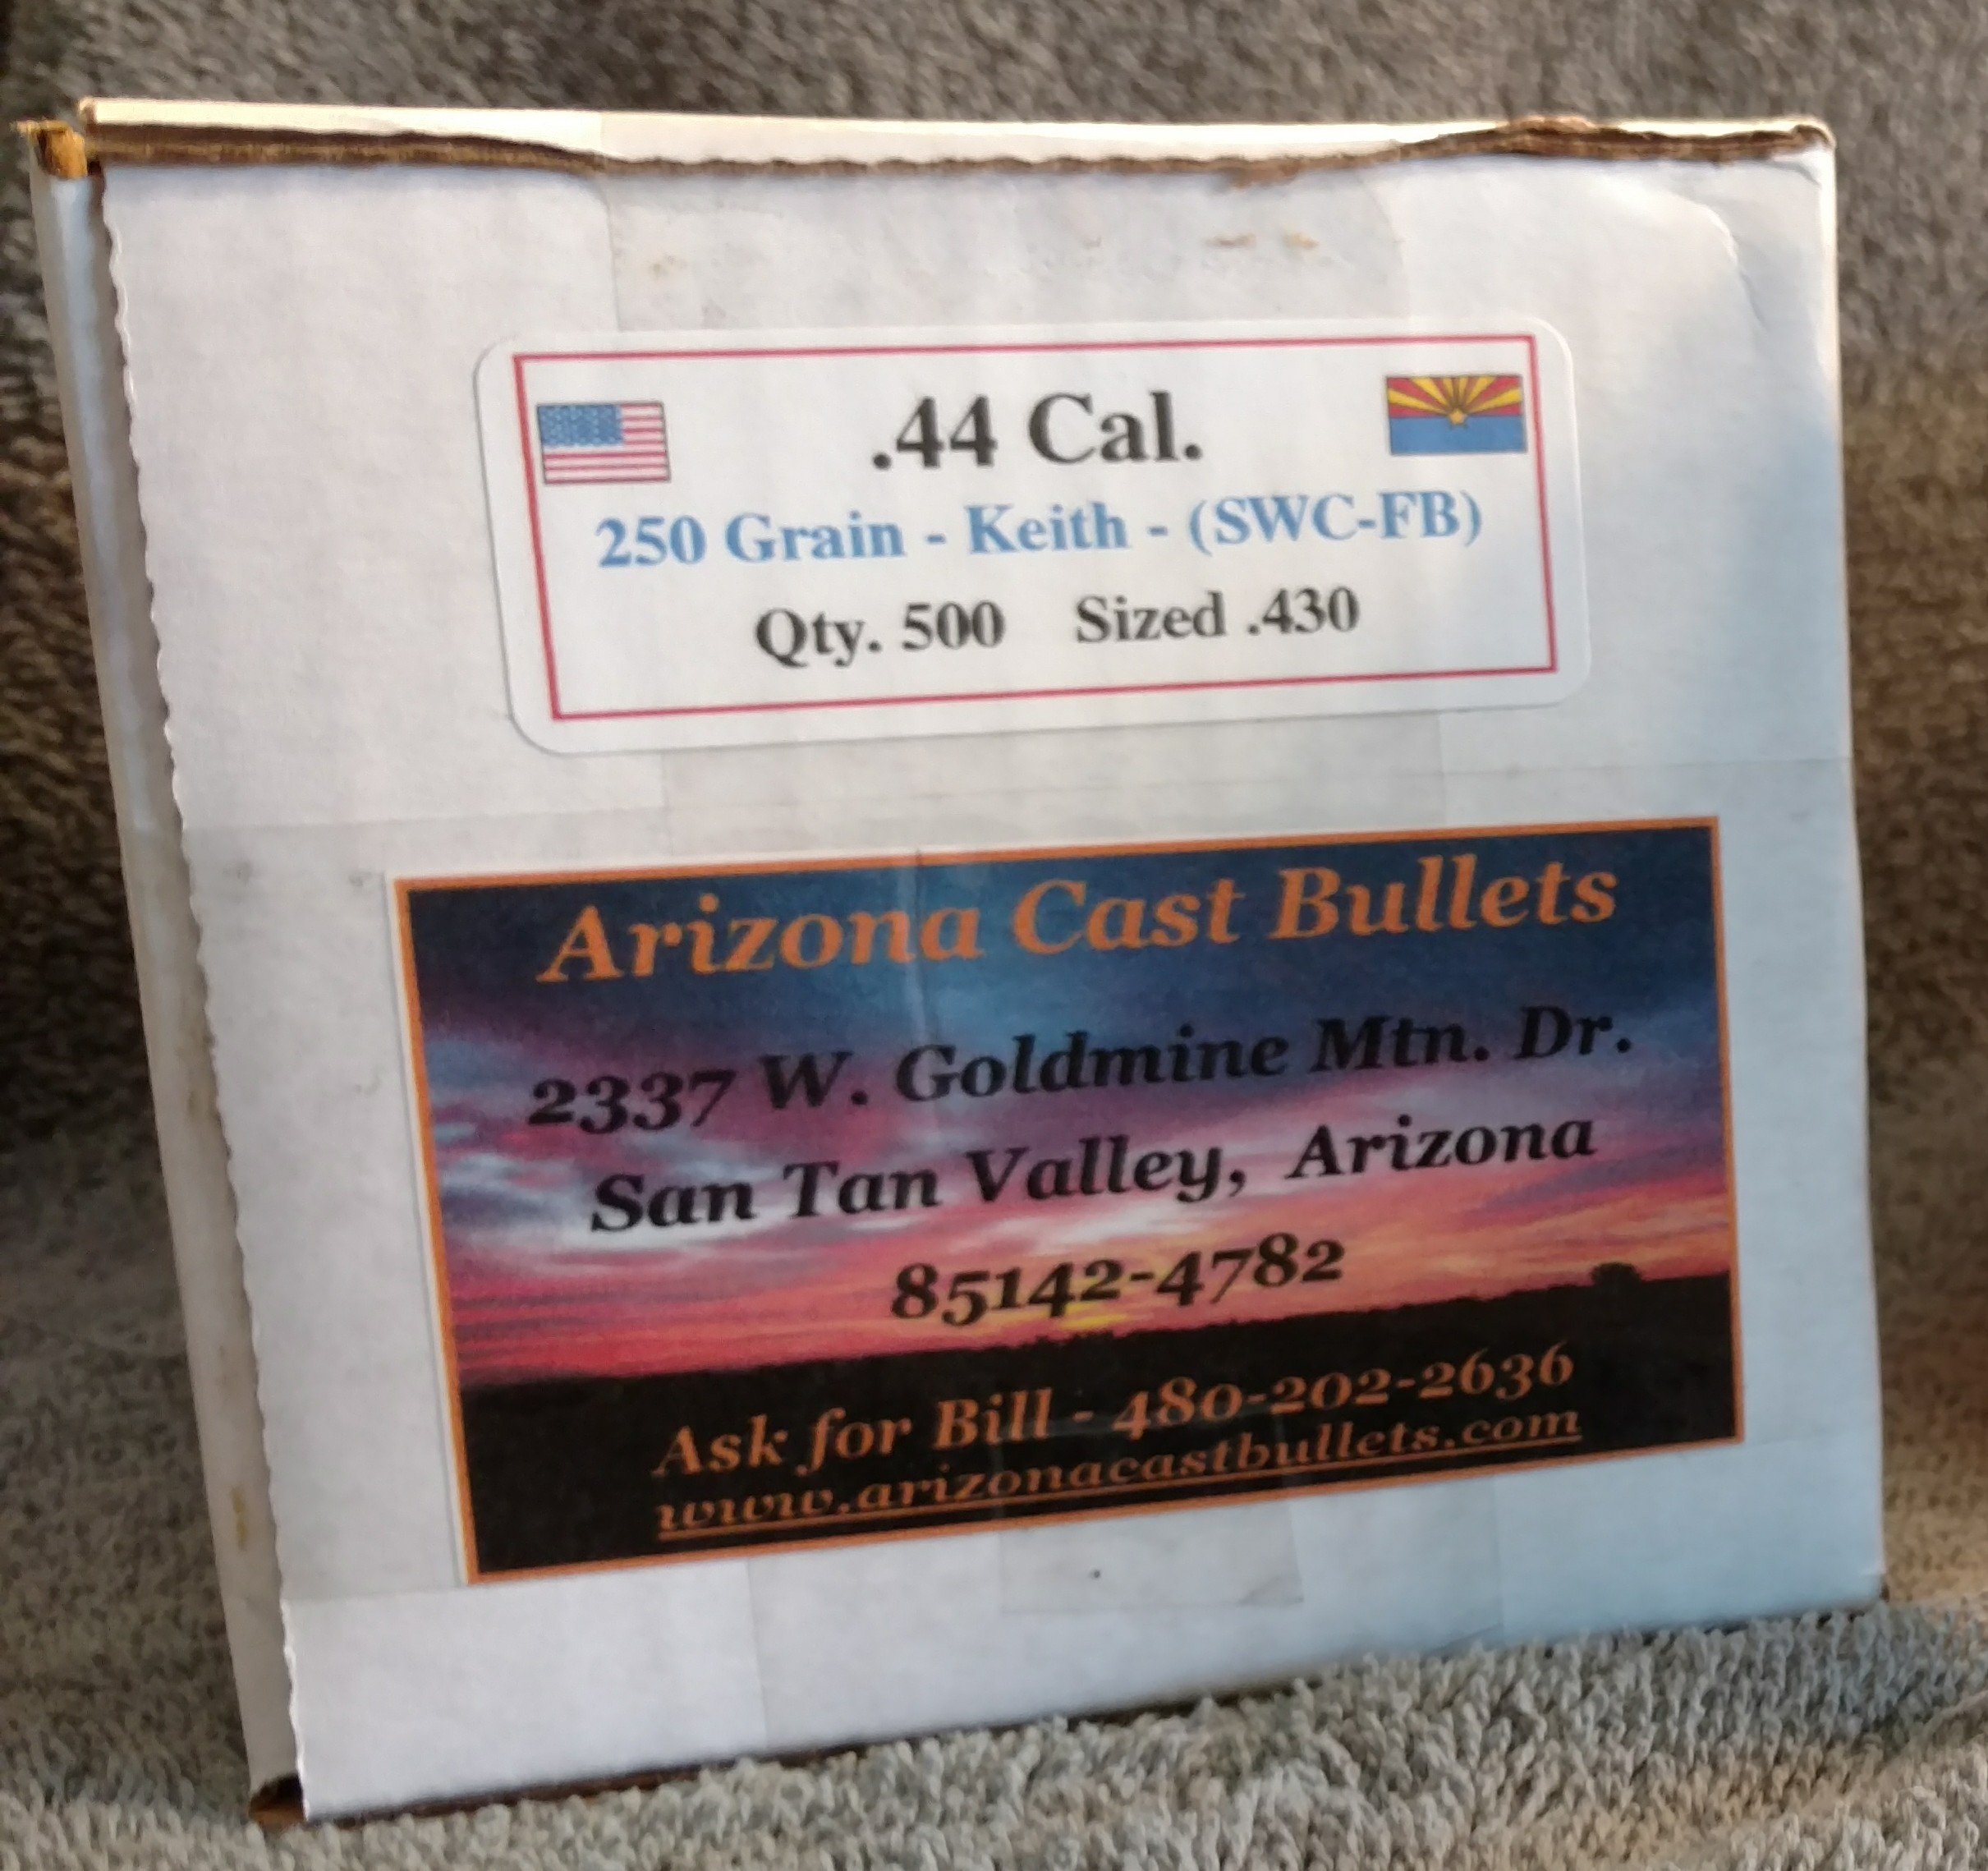 .44 Cal.
250 Grain - Keith - (SWC-FB)
Qty. 500 Sized .430
Arizona Cast Bullets
2337 W. Goldmine Mtn. Dr.
San Tan Valley, Arizona
85142-4782
Ask for Bill - 480-202-2636
www.arizonacastbullets.com